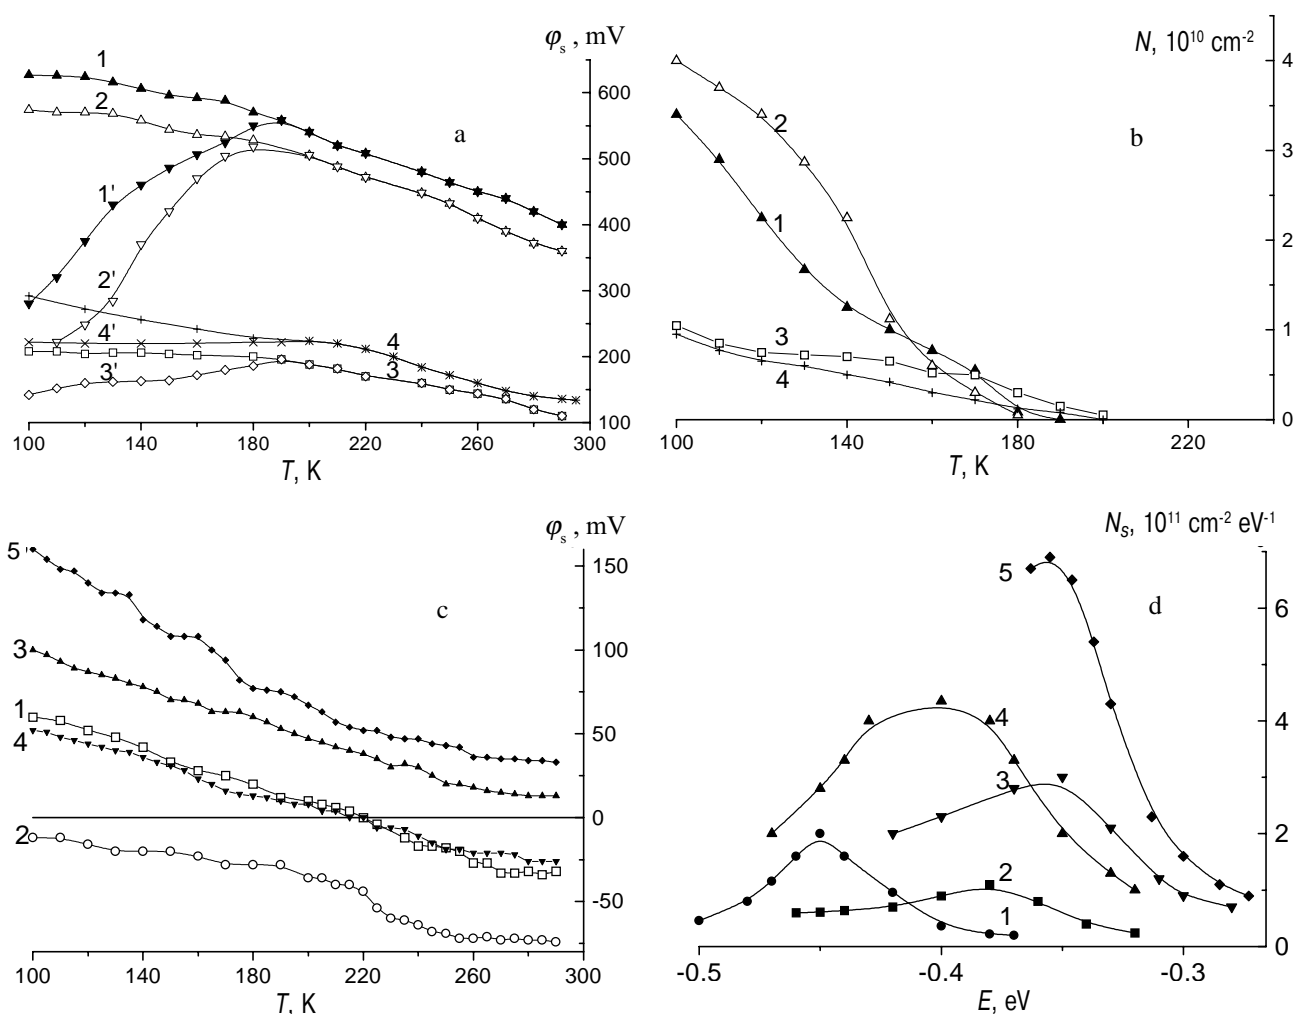 φs , mV
1
2
a
1'
2'
4'
3'
4
3
600
500
400
300
200
100
100 140 180 220 260 300
T, K
N, 10¹⁰ cm⁻²
4
3
2
1
0
2
1
b
3
4
100 140 180 220
T, K
φs , mV
5
3
1
4
2
c
150
100
50
0
-50
100 140 180 220 260 300
T, K
Ns, 10¹¹ cm⁻² eV⁻¹
5
d
4
3
2
1
6
4
2
0
-0.5 -0.4 -0.3
E, eV